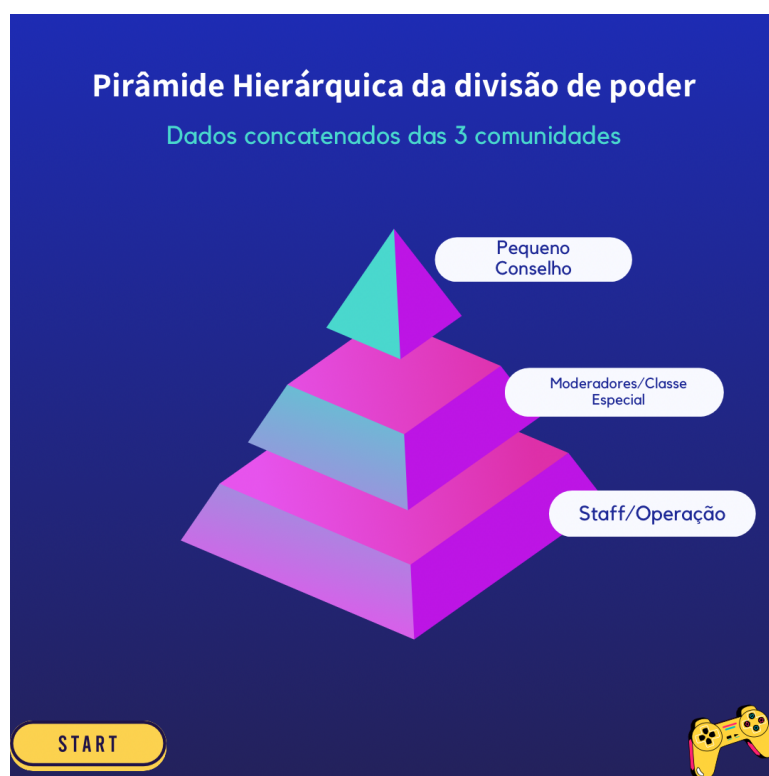 Pirâmide Hierárquica da divisão de poder
Dados concatenados das 3 comunidades
Pequeno
Conselho
Moderadores/Classe
Especial
Staff/Operação
START